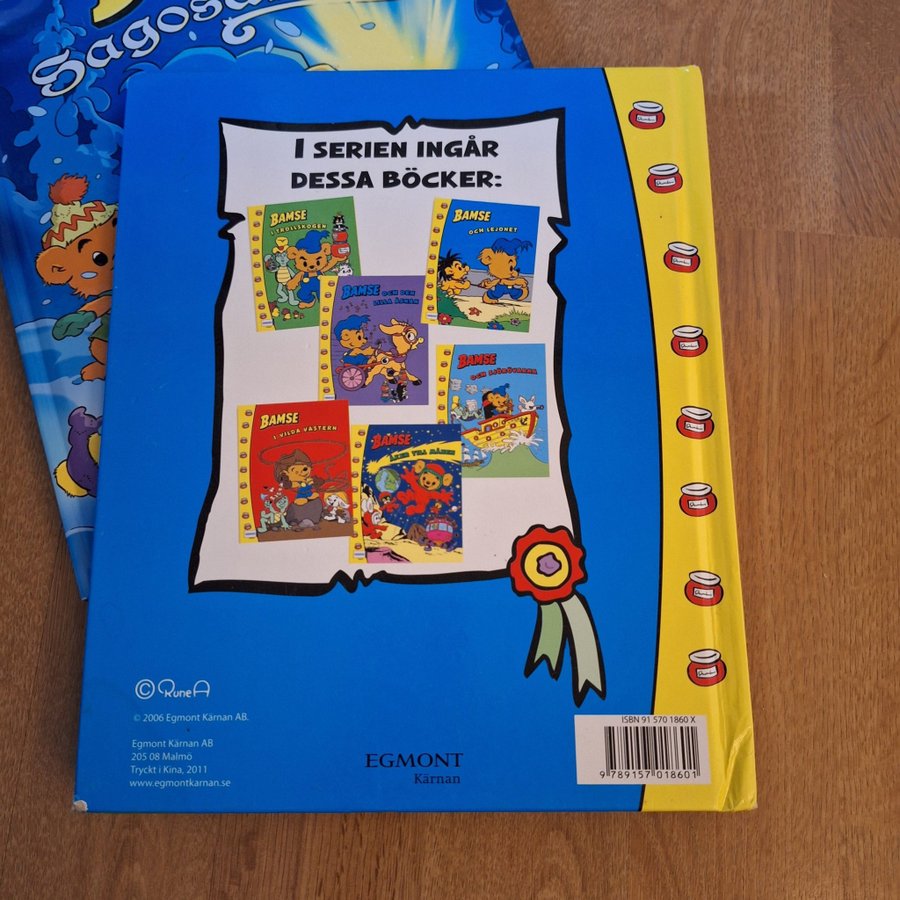 Sagosa
I SERIEN INGÅR
DESSA BÖCKER:
BAMSE
I TROLLSKOGEN
BAMSE
OCH LEJONET
BAMSE OCH DEN
LILLA ÅSNAN
BAMSE
OCH SJÖRÖVARNA
BAMSE
I VILDA VÄSTERN
BAMSE
ÅKER TILL MÅNEN
© Rune A
© 2006 Egmont Kärnan AB.
Egmont Kärnan AB
205 08 Malmö
Tryckt i Kina, 2011
www.egmontkarnan.se
EGMONT
Kärnan
ISBN 91 570 1860 X
9 789157 018601